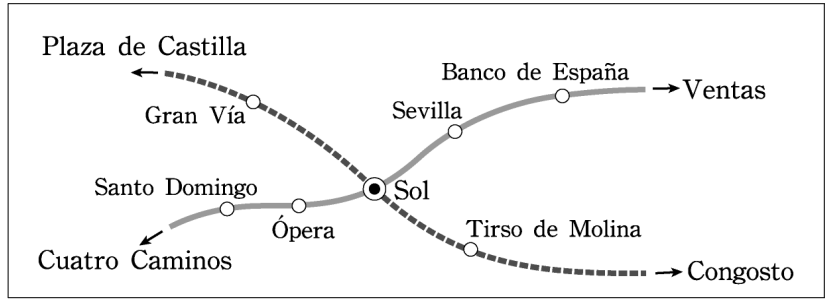 Plaza de Castilla
Banco de España
Ventas
Gran Vía
Sevilla
Santo Domingo
Sol
Ópera
Tirso de Molina
Cuatro Caminos
Congosto